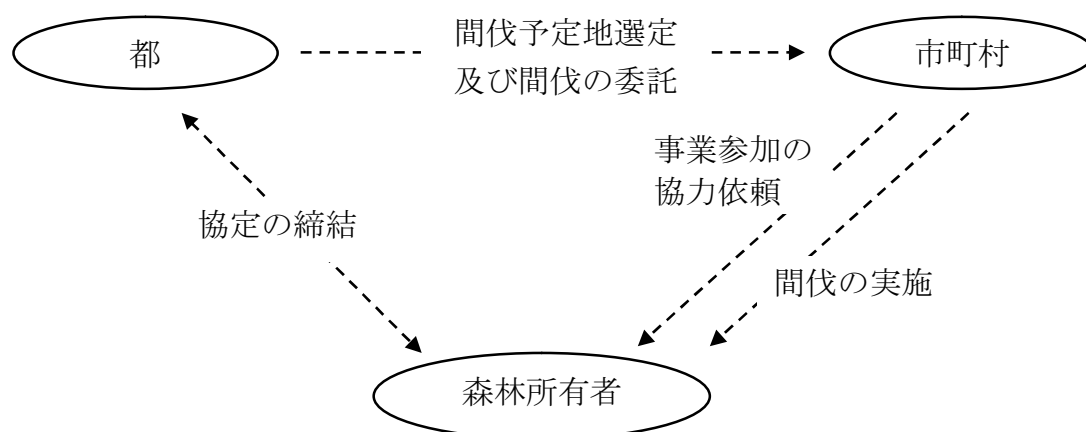 都
間伐予定地選定
及び間伐の委託
市町村
事業参加の
協力依頼
協定の締結
間伐の実施
森林所有者